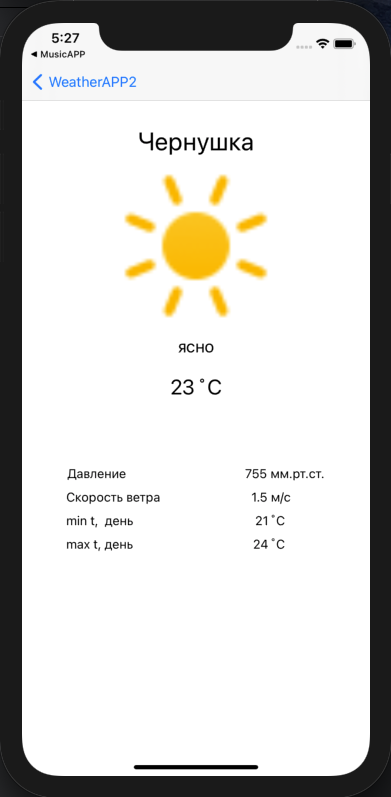 5:27
◀ MusicAPP
WeatherAPP2
Чернушка
ясно
23 ˚C
Давление 755 мм.рт.ст.
Скорость ветра 1.5 м/с
min t, день 21 ˚C
max t, день 24 ˚C